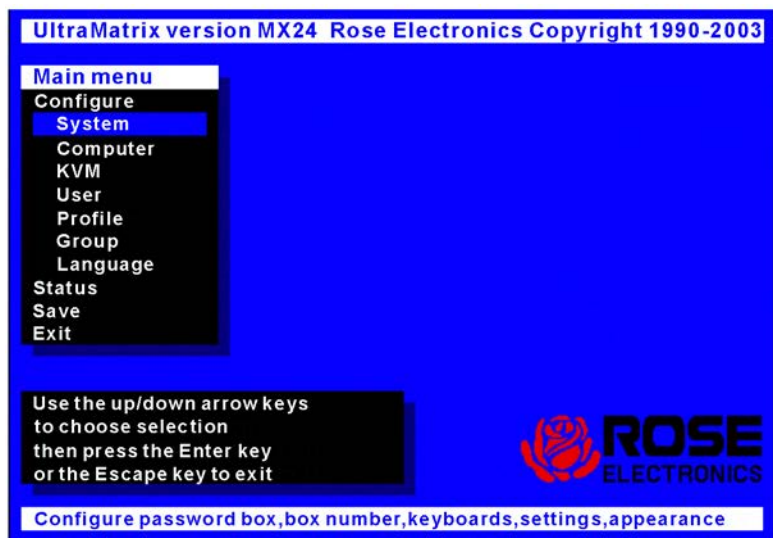 UltraMatrix version MX24 Rose Electronics Copyright 1990-2003
Main menu
Configure
System
Computer
KVM
User
Profile
Group
Language
Status
Save
Exit
Use the up/down arrow keys
to choose selection
then press the Enter key
or the Escape key to exit
ROSE
ELECTRONICS
Configure password box,box number,keyboards,settings,appearance